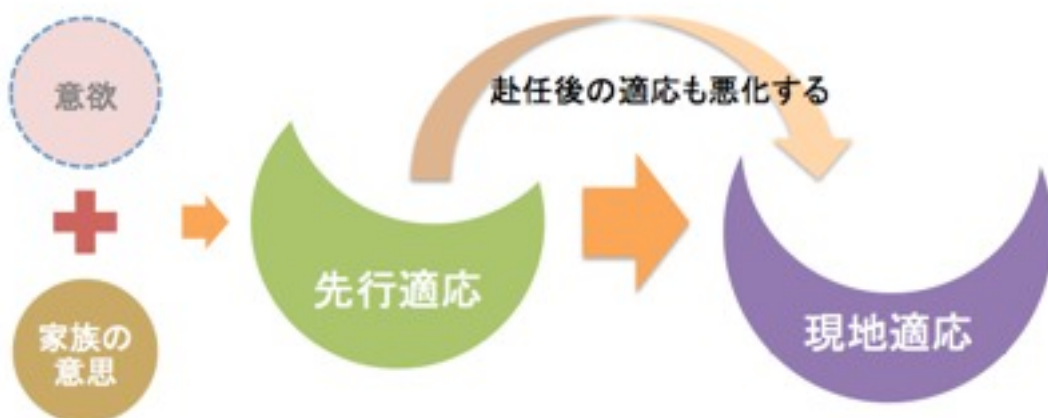 意欲
赴任後の適応も悪化する
先行適応
家族の
意思
現地適応